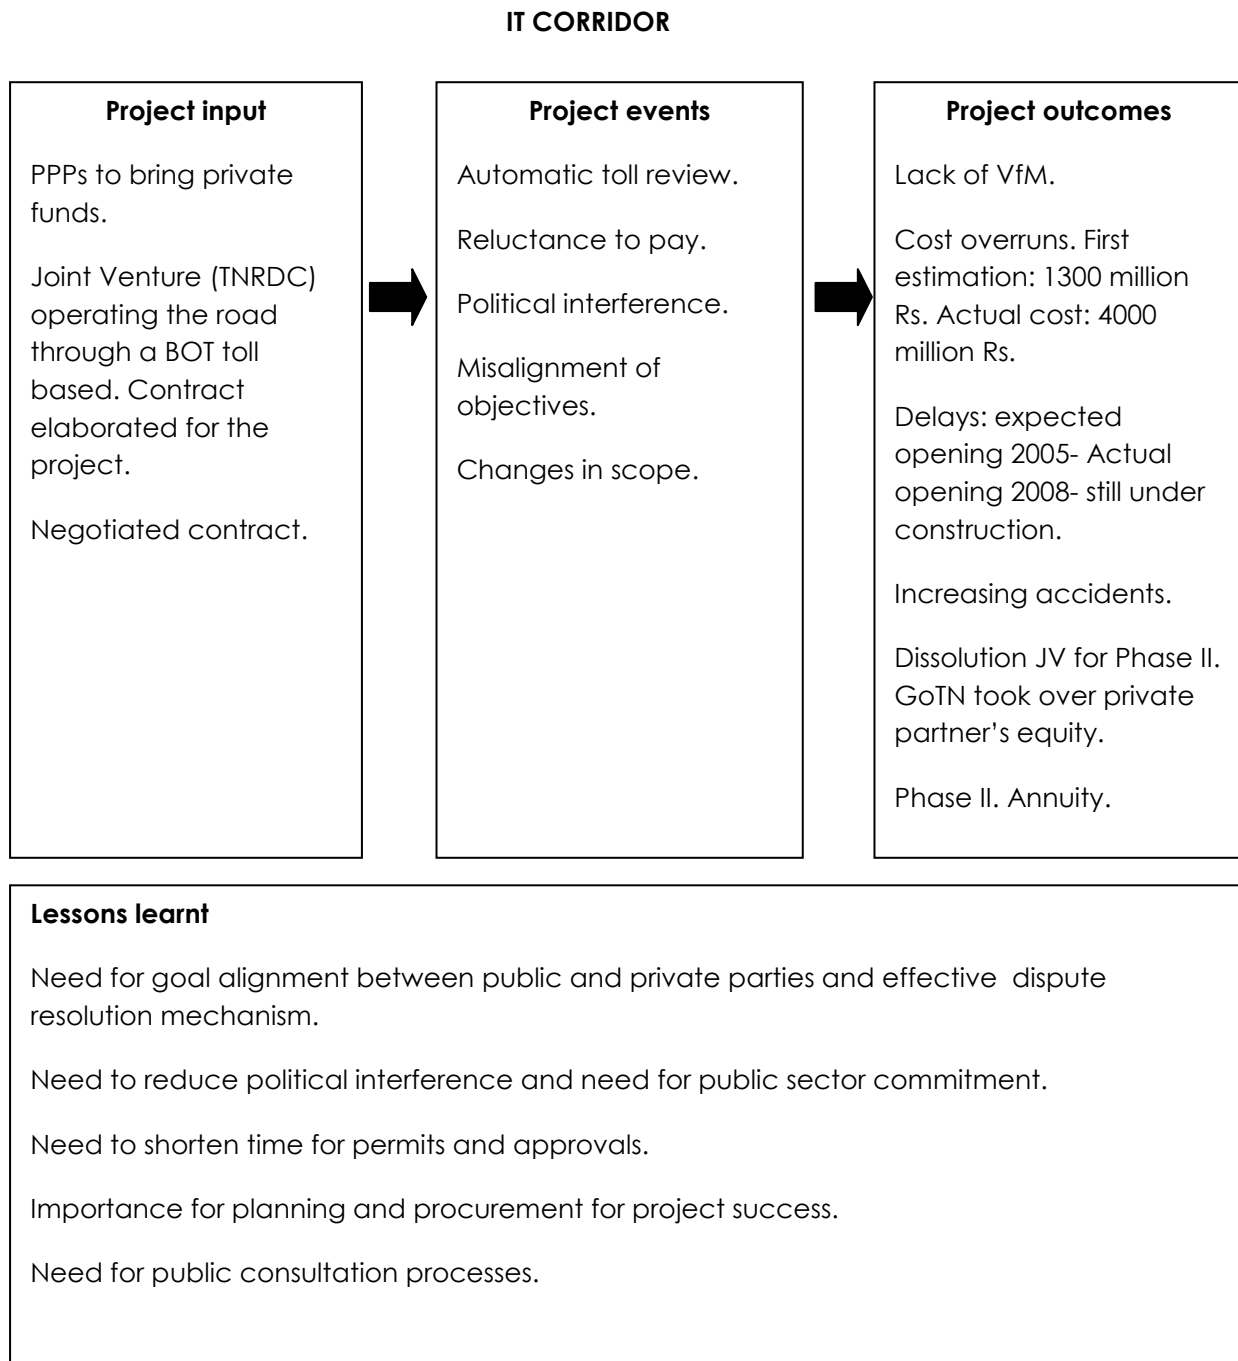 IT CORRIDOR
Project input
PPPs to bring private
funds.
Joint Venture (TNRDC)
operating the road
through a BOT toll
based. Contract
elaborated for the
project.
Negotiated contract.
Project events
Automatic toll review.
Reluctance to pay.
Political interference.
Misalignment of
objectives.
Changes in scope.
Project outcomes
Lack of VfM.
Cost overruns. First
estimation: 1300 million
Rs. Actual cost: 4000
million Rs.
Delays: expected
opening 2005- Actual
opening 2008- still under
construction.
Increasing accidents.
Dissolution JV for Phase II.
GoTN took over private
partner’s equity.
Phase II. Annuity.
Lessons learnt
Need for goal alignment between public and private parties and effective  dispute
resolution mechanism.
Need to reduce political interference and need for public sector commitment.
Need to shorten time for permits and approvals.
Importance for planning and procurement for project success.
Need for public consultation processes.